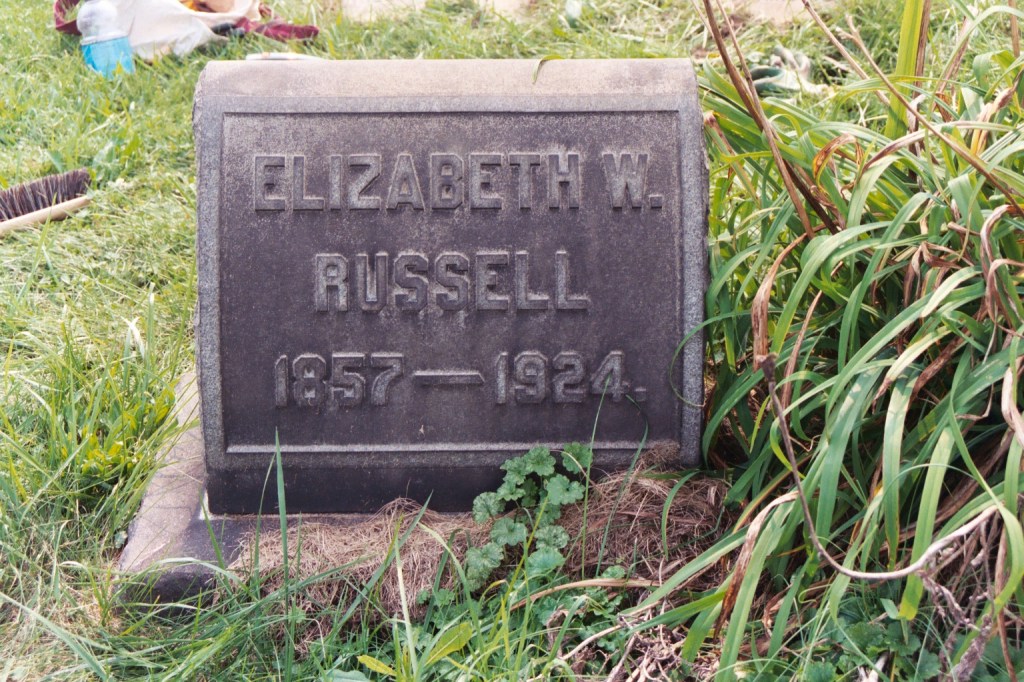 ELIZABETH W.
RUSSELL
1857—1924.